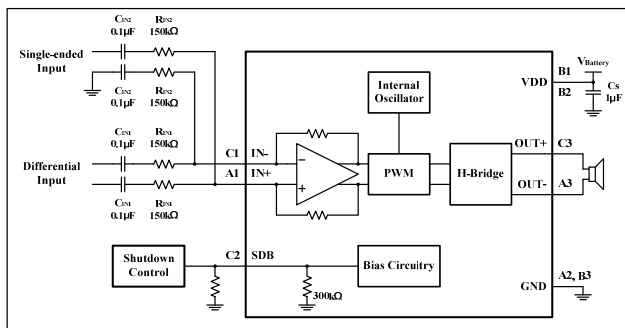 CIN2 RIN2
0.1μF 150kΩ
Single-ended
Input
CIN2 RIN2
0.1μF 150kΩ
CIN1 RIN1
0.1μF 150kΩ
Differential
Input
CIN1 RIN1
0.1μF 150kΩ
C1 IN-
A1 IN+
Internal
Oscillator
PWM
H-Bridge
VDD
B1
B2
VBattery
Cs
1μF
OUT+ C3
OUT- A3
Shutdown
Control
C2 SDB
300kΩ
Bias Circuitry
GND
A2, B3